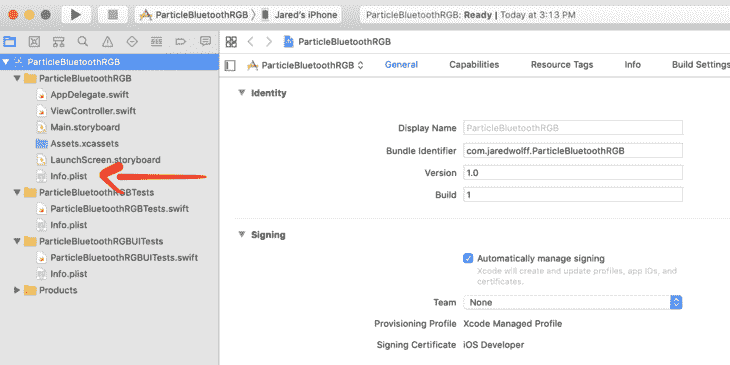 ParticleBluetoothRGB Jared's iPhone ParticleBluetoothRGB: Ready | Today at 3:13 PM
ParticleBluetoothRGB
ParticleBluetoothRGB
ParticleBluetoothRGB
AppDelegate.swift
ViewController.swift
Main.storyboard
Assets.xcassets
LaunchScreen.storyboard
Info.plist
ParticleBluetoothRGBTests
ParticleBluetoothRGBTests.swift
Info.plist
ParticleBluetoothRGBUITests
ParticleBluetoothRGBUITests.swift
Info.plist
Products
ParticleBluetoothRGB General Capabilities Resource Tags Info Build Settings
Identity
Display Name ParticleBluetoothRGB
Bundle Identifier com.jaredwolff.ParticleBluetoothRGB
Version 1.0
Build 1
Signing
Automatically manage signing
Xcode will create and update profiles, app IDs, and
certificates.
Team None
Provisioning Profile Xcode Managed Profile
Signing Certificate iOS Developer